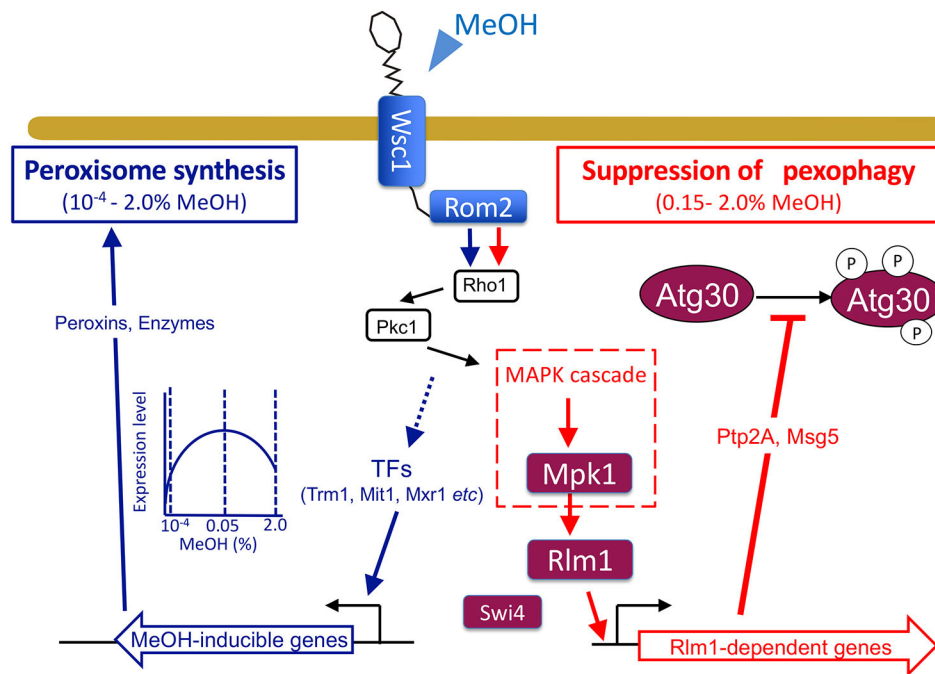 MeOH
Wsc1
Peroxisome synthesis
(10⁻⁴ - 2.0% MeOH)
Suppression of pexophagy
(0.15- 2.0% MeOH)
Rom2
Rho1
Pkc1
Atg30
P
P
Atg30
P
Peroxins, Enzymes
MAPK cascade
Expression level
10⁻⁴
0.05
2.0
MeOH (%)
TFs
(Trm1, Mit1, Mxr1 etc)
Mpk1
Ptp2A, Msg5
Rlm1
Swi4
MeOH-inducible genes
Rlm1-dependent genes